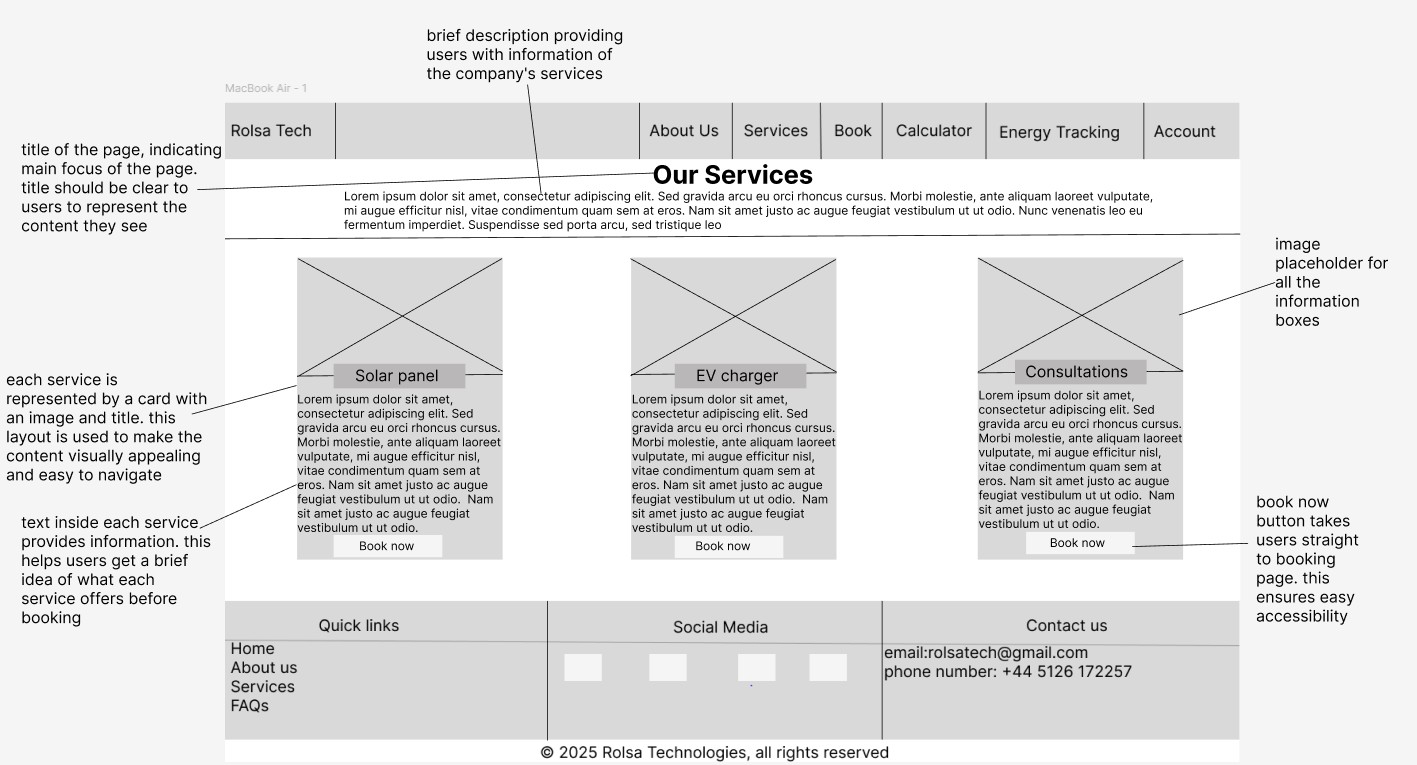 brief description providing
users with information of
the company's services
MacBook Air - 1
Rolsa Tech
About Us
Services
Book
Calculator
Energy Tracking
Account
title of the page, indicating
main focus of the page.
title should be clear to
users to represent the
content they see
Our Services
Lorem ipsum dolor sit amet, consectetur adipiscing elit. Sed gravida arcu eu orci rhoncus cursus. Morbi molestie, ante aliquam laoreet vulputate,
mi augue efficitur nisl, vitae condimentum quam sem at eros. Nam sit amet justo ac augue feugiat vestibulum ut ut odio. Nunc venenatis leo eu
fermentum imperdiet. Suspendisse sed porta arcu, sed tristique leo
image
placeholder for
all the
information
boxes
each service is
represented by a card with
an image and title. this
layout is used to make the
content visually appealing
and easy to navigate
text inside each service
provides information. this
helps users get a brief
idea of what each
service offers before
booking
Solar panel
Lorem ipsum dolor sit amet,
consectetur adipiscing elit. Sed
gravida arcu eu orci rhoncus cursus.
Morbi molestie, ante aliquam laoreet
vulputate, mi augue efficitur nisl,
vitae condimentum quam sem at
eros. Nam sit amet justo ac augue
feugiat vestibulum ut ut odio.  Nam
sit amet justo ac augue feugiat
vestibulum ut ut odio.
Book now
EV charger
Lorem ipsum dolor sit amet,
consectetur adipiscing elit. Sed
gravida arcu eu orci rhoncus cursus.
Morbi molestie, ante aliquam laoreet
vulputate, mi augue efficitur nisl,
vitae condimentum quam sem at
eros. Nam sit amet justo ac augue
feugiat vestibulum ut ut odio.  Nam
sit amet justo ac augue feugiat
vestibulum ut ut odio.
Book now
Consultations
Lorem ipsum dolor sit amet,
consectetur adipiscing elit. Sed
gravida arcu eu orci rhoncus cursus.
Morbi molestie, ante aliquam laoreet
vulputate, mi augue efficitur nisl,
vitae condimentum quam sem at
eros. Nam sit amet justo ac augue
feugiat vestibulum ut ut odio.  Nam
sit amet justo ac augue feugiat
vestibulum ut ut odio.
Book now
book now
button takes
users straight
to booking
page. this
ensures easy
accessibility
Quick links
Home
About us
Services
FAQs
Social Media
Contact us
email:rolsatech@gmail.com
phone number: +44 5126 172257
© 2025 Rolsa Technologies, all rights reserved